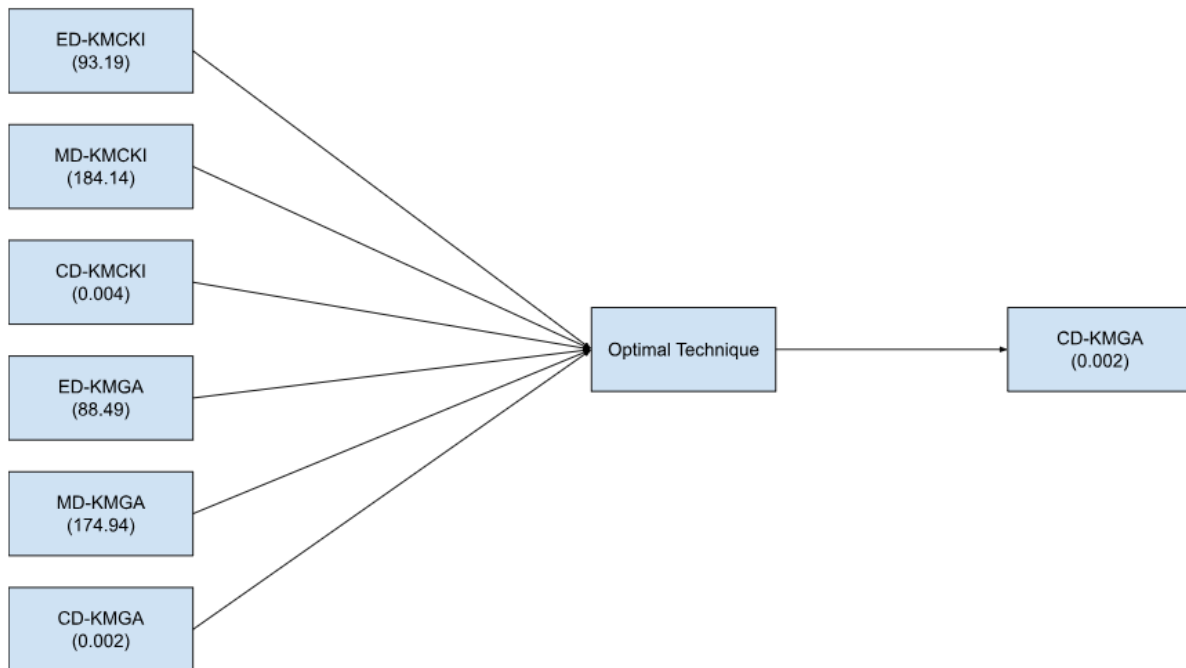 ED-KMCKI
(93.19)
MD-KMCKI
(184.14)
CD-KMCKI
(0.004)
ED-KMGA
(88.49)
MD-KMGA
(174.94)
CD-KMGA
(0.002)
Optimal Technique
CD-KMGA
(0.002)